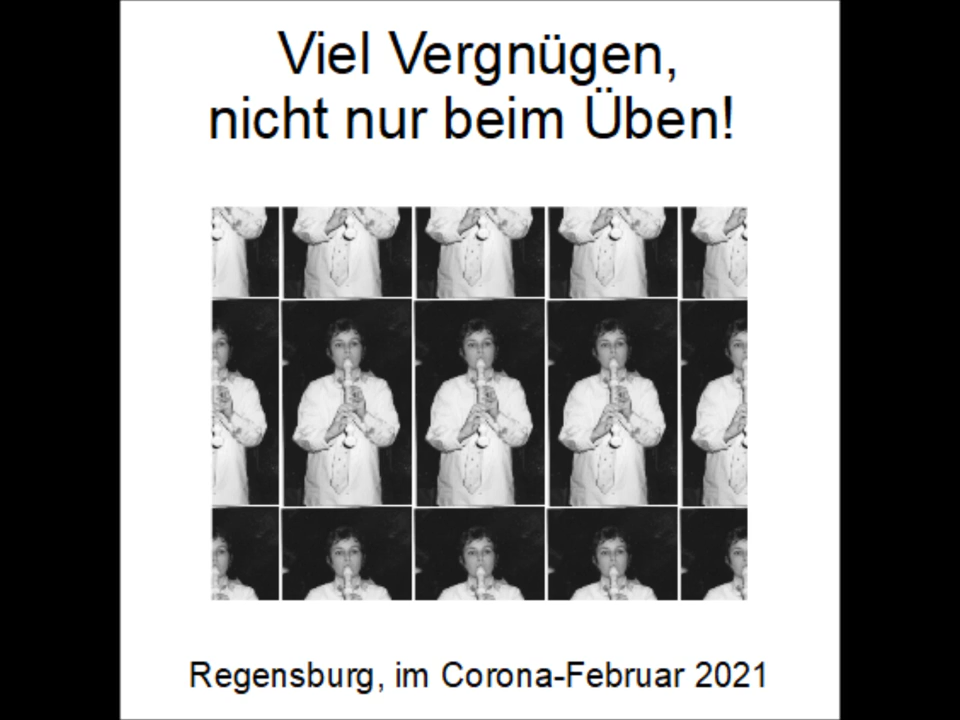 Viel Vergnügen,
nicht nur beim Üben!
Regensburg, im Corona-Februar 2021